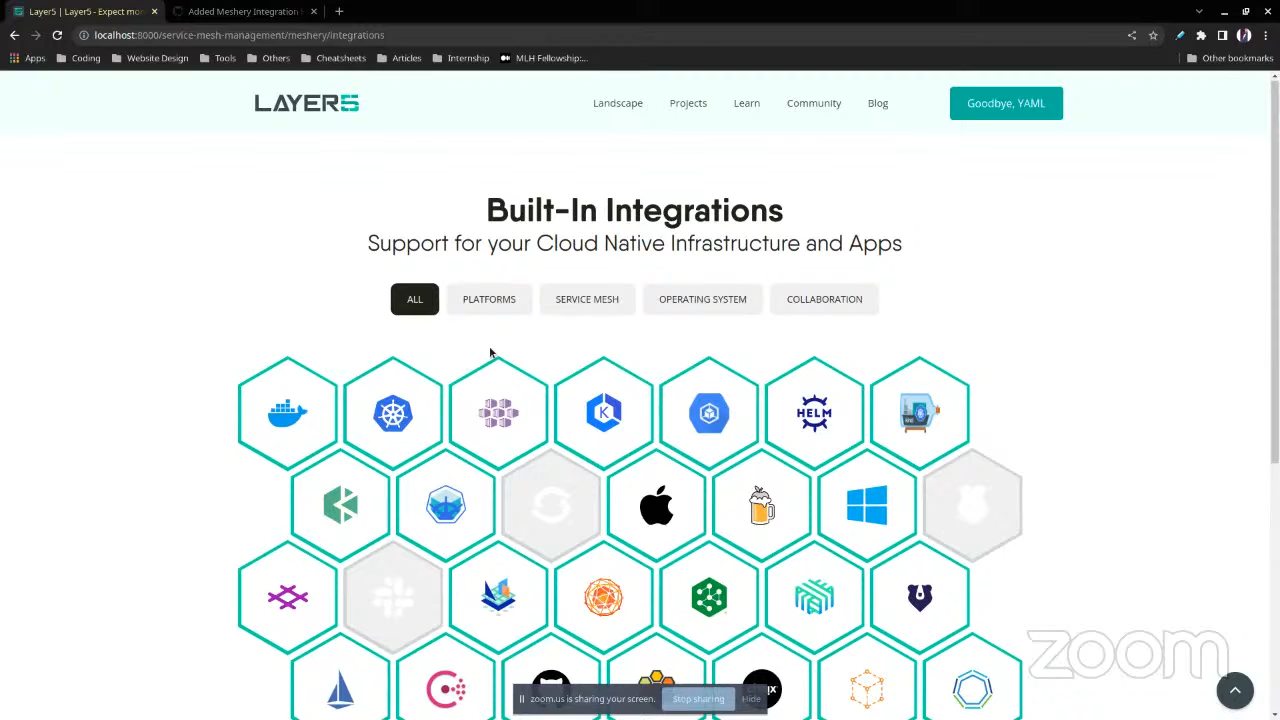 Layer5 | Layer5 - Expect mo
Added Meshery Integration F
localhost:8000/service-mesh-management/meshery/integrations
Apps
Coding
Website Design
Tools
Others
Cheatsheets
Articles
Internship
MLH Fellowship:...
Other bookmarks
LAYER5
Landscape
Projects
Learn
Community
Blog
Goodbye, YAML
Built-In Integrations
Support for your Cloud Native Infrastructure and Apps
ALL
PLATFORMS
SERVICE MESH
OPERATING SYSTEM
COLLABORATION
K
HELM
zoom
zoom.us is sharing your screen.
Stop sharing
Hide